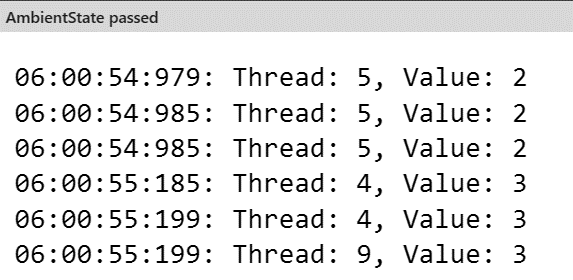 AmbientState passed
06:00:54:979: Thread: 5, Value: 2
06:00:54:985: Thread: 5, Value: 2
06:00:54:985: Thread: 5, Value: 2
06:00:55:185: Thread: 4, Value: 3
06:00:55:199: Thread: 4, Value: 3
06:00:55:199: Thread: 9, Value: 3